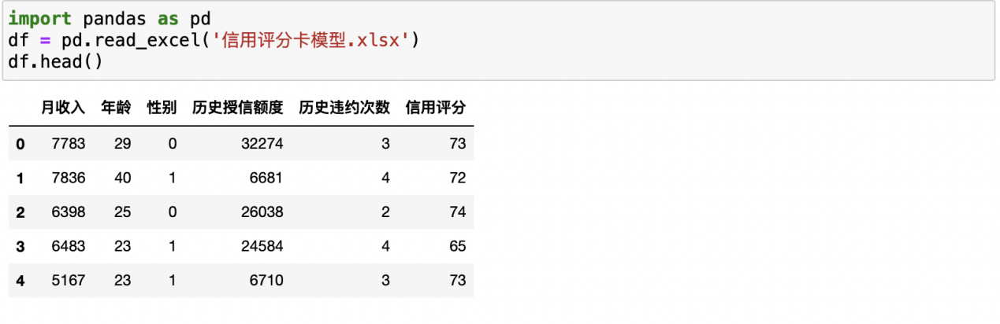 import pandas as pd
df = pd.read_excel('信用评分卡模型.xlsx')
df.head()
月收入 年龄 性别 历史授信额度 历史违约次数 信用评分
0 7783 29 0 32274 3 73
1 7836 40 1 6681 4 72
2 6398 25 0 26038 2 74
3 6483 23 1 24584 4 65
4 5167 23 1 6710 3 73